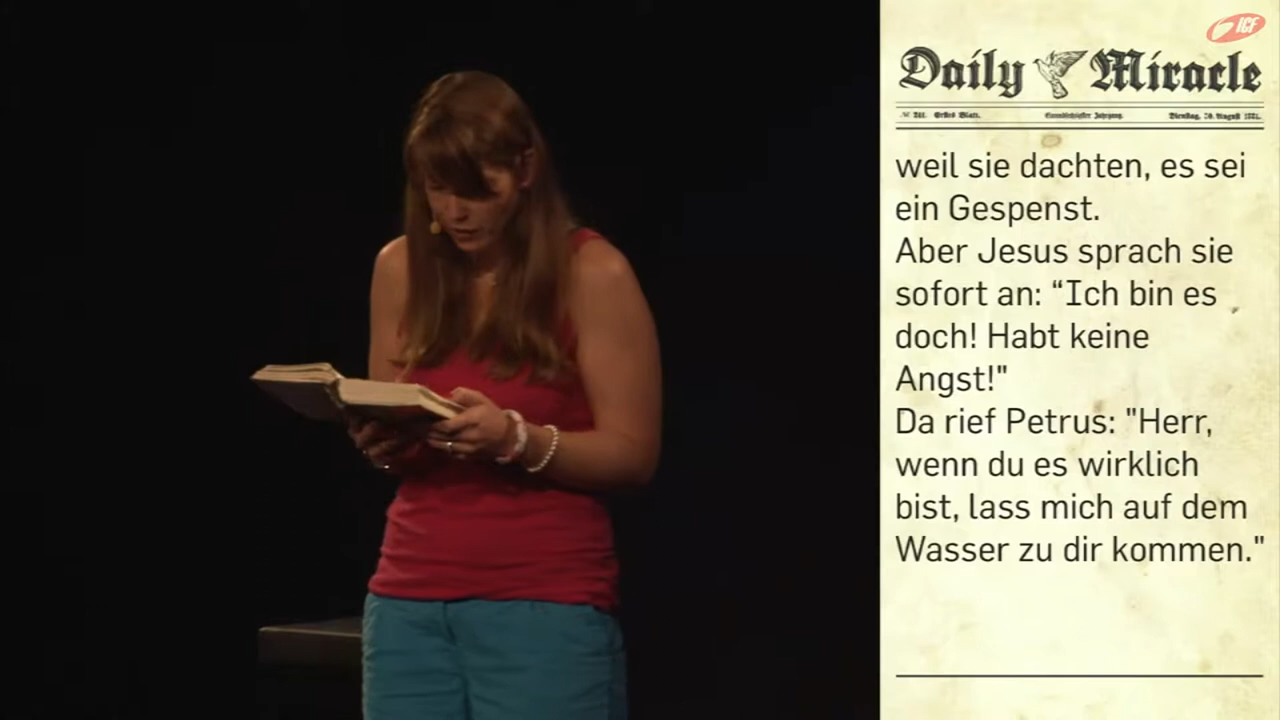 ICF
Daily Miracle
Erstes Blatt.
weil sie dachten, es sei
ein Gespenst.
Aber Jesus sprach sie
sofort an: “Ich bin es
doch! Habt keine
Angst!"
Da rief Petrus: "Herr,
wenn du es wirklich
bist, lass mich auf dem
Wasser zu dir kommen."